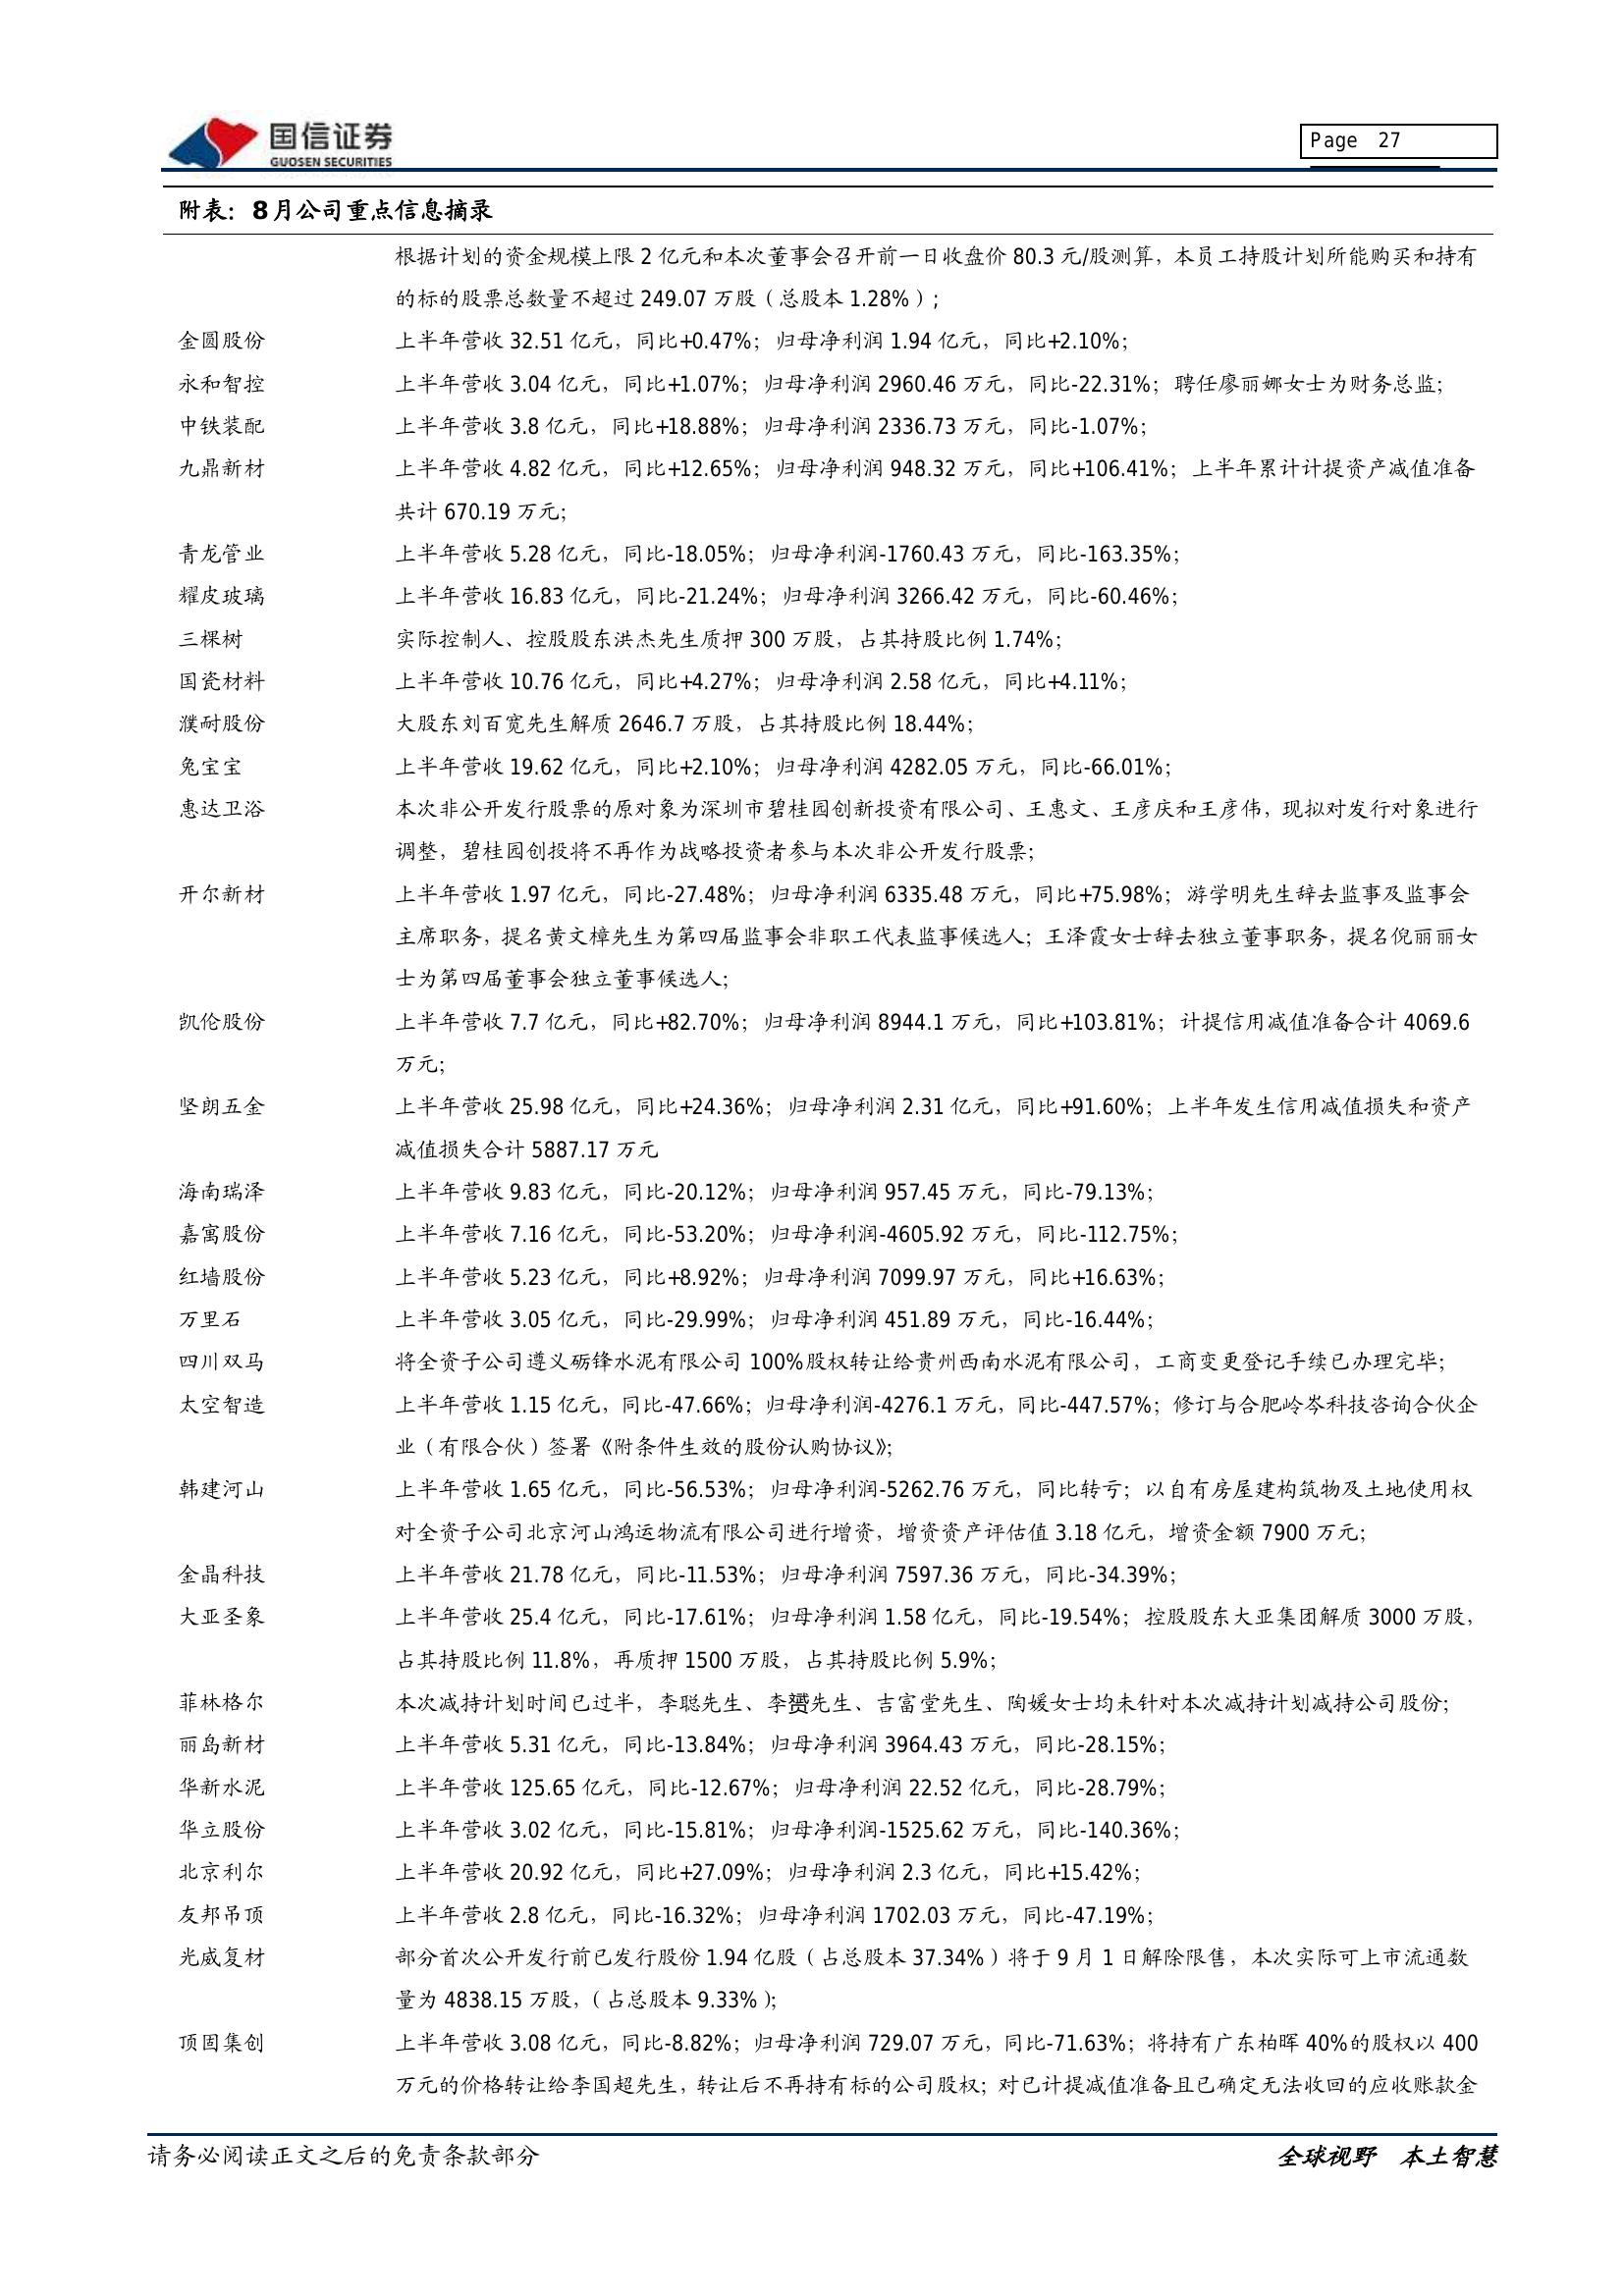 国信证券
GUOSEN SECURITIES
Page 27
附表：8月公司重点信息摘录
根据计划的资金规模上限 2 亿元和本次董事会召开前一日收盘价 80.3 元/股测算，本员工持股计划所能购买和持有
的标的股票总数量不超过 249.07 万股（总股本 1.28%）；
金圆股份 上半年营收 32.51 亿元，同比+0.47%；归母净利润 1.94 亿元，同比+2.10%；
永和智控 上半年营收 3.04 亿元，同比+1.07%；归母净利润 2960.46 万元，同比-22.31%；聘任廖丽娜女士为财务总监；
中铁装配 上半年营收 3.8 亿元，同比+18.88%；归母净利润 2336.73 万元，同比-1.07%；
九鼎新材 上半年营收 4.82 亿元，同比+12.65%；归母净利润 948.32 万元，同比+106.41%；上半年累计计提资产减值准备
共计 670.19 万元；
青龙管业 上半年营收 5.28 亿元，同比-18.05%；归母净利润-1760.43 万元，同比-163.35%；
耀皮玻璃 上半年营收 16.83 亿元，同比-21.24%；归母净利润 3266.42 万元，同比-60.46%；
三棵树 实际控制人、控股股东洪杰先生质押 300 万股，占其持股比例 1.74%；
国瓷材料 上半年营收 10.76 亿元，同比+4.27%；归母净利润 2.58 亿元，同比+4.11%；
濮耐股份 大股东刘百宽先生解质 2646.7 万股，占其持股比例 18.44%；
兔宝宝 上半年营收 19.62 亿元，同比+2.10%；归母净利润 4282.05 万元，同比-66.01%；
惠达卫浴 本次非公开发行股票的原对象为深圳市碧桂园创新投资有限公司、王惠文、王彦庆和王彦伟，现拟对发行对象进行
调整，碧桂园创投将不再作为战略投资者参与本次非公开发行股票；
开尔新材 上半年营收 1.97 亿元，同比-27.48%；归母净利润 6335.48 万元，同比+75.98%；游学明先生辞去监事及监事会
主席职务，提名黄文樟先生为第四届监事会非职工代表监事候选人；王泽霞女士辞去独立董事职务，提名倪丽丽女
士为第四届董事会独立董事候选人；
凯伦股份 上半年营收 7.7 亿元，同比+82.70%；归母净利润 8944.1 万元，同比+103.81%；计提信用减值准备合计 4069.6
万元；
坚朗五金 上半年营收 25.98 亿元，同比+24.36%；归母净利润 2.31 亿元，同比+91.60%；上半年发生信用减值损失和资产
减值损失合计 5887.17 万元
海南瑞泽 上半年营收 9.83 亿元，同比-20.12%；归母净利润 957.45 万元，同比-79.13%；
嘉寓股份 上半年营收 7.16 亿元，同比-53.20%；归母净利润-4605.92 万元，同比-112.75%；
红墙股份 上半年营收 5.23 亿元，同比+8.92%；归母净利润 7099.97 万元，同比+16.63%；
万里石 上半年营收 3.05 亿元，同比-29.99%；归母净利润 451.89 万元，同比-16.44%；
四川双马 将全资子公司遵义砺锋水泥有限公司 100%股权转让给贵州西南水泥有限公司，工商变更登记手续已办理完毕；
太空智造 上半年营收 1.15 亿元，同比-47.66%；归母净利润-4276.1 万元，同比-447.57%；修订与合肥岭岑科技咨询合伙企
业（有限合伙）签署《附条件生效的股份认购协议》；
韩建河山 上半年营收 1.65 亿元，同比-56.53%；归母净利润-5262.76 万元，同比转亏；以自有房屋建构筑物及土地使用权
对全资子公司北京河山鸿运物流有限公司进行增资，增资资产评估值 3.18 亿元，增资金额 7900 万元；
金晶科技 上半年营收 21.78 亿元，同比-11.53%；归母净利润 7597.36 万元，同比-34.39%；
大亚圣象 上半年营收 25.4 亿元，同比-17.61%；归母净利润 1.58 亿元，同比-19.54%；控股股东大亚集团解质 3000 万股，
占其持股比例 11.8%，再质押 1500 万股，占其持股比例 5.9%；
菲林格尔 本次减持计划时间已过半，李聪先生、李赟先生、吉富堂先生、陶媛女士均未针对本次减持计划减持公司股份；
丽岛新材 上半年营收 5.31 亿元，同比-13.84%；归母净利润 3964.43 万元，同比-28.15%；
华新水泥 上半年营收 125.65 亿元，同比-12.67%；归母净利润 22.52 亿元，同比-28.79%；
华立股份 上半年营收 3.02 亿元，同比-15.81%；归母净利润-1525.62 万元，同比-140.36%；
北京利尔 上半年营收 20.92 亿元，同比+27.09%；归母净利润 2.3 亿元，同比+15.42%；
友邦吊顶 上半年营收 2.8 亿元，同比-16.32%；归母净利润 1702.03 万元，同比-47.19%；
光威复材 部分首次公开发行前已发行股份 1.94 亿股（占总股本 37.34%）将于 9 月 1 日解除限售，本次实际可上市流通数
量为 4838.15 万股，（占总股本 9.33%）；
顶固集创 上半年营收 3.08 亿元，同比-8.82%；归母净利润 729.07 万元，同比-71.63%；将持有广东柏晖 40%的股权以 400
万元的价格转让给李国超先生，转让后不再持有标的公司股权；对已计提减值准备且已确定无法收回的应收账款金
请务必阅读正文之后的免责条款部分
全球视野 本土智慧